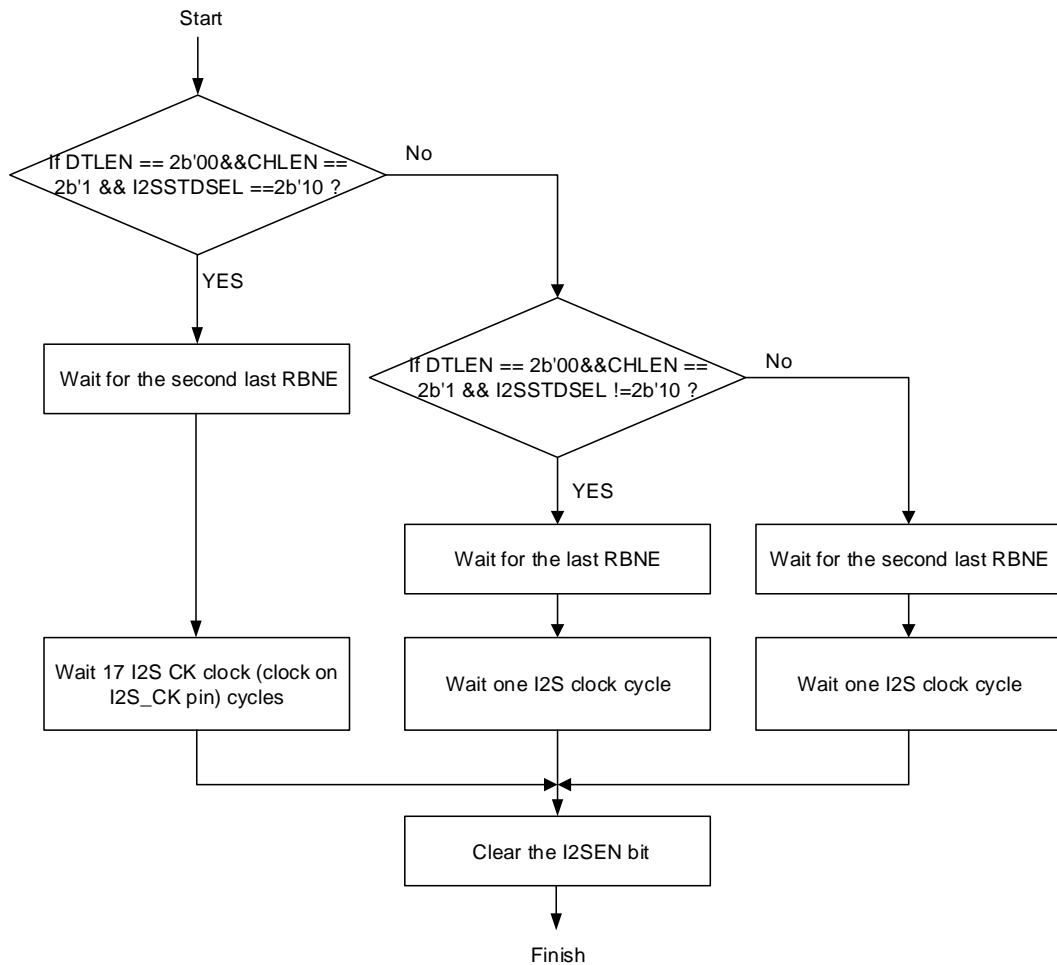 Start
If DTLEN == 2b'00&&CHLEN ==
2b'1 && I2SSTDSEL ==2b'10 ?
No
YES
Wait for the second last RBNE
If DTLEN == 2b'00&&CHLEN ==
2b'1 && I2SSTDSEL !=2b'10 ?
No
YES
Wait for the last RBNE
Wait for the second last RBNE
Wait 17 I2S CK clock (clock on
I2S_CK pin) cycles
Wait one I2S clock cycle
Wait one I2S clock cycle
Clear the I2SEN bit
Finish